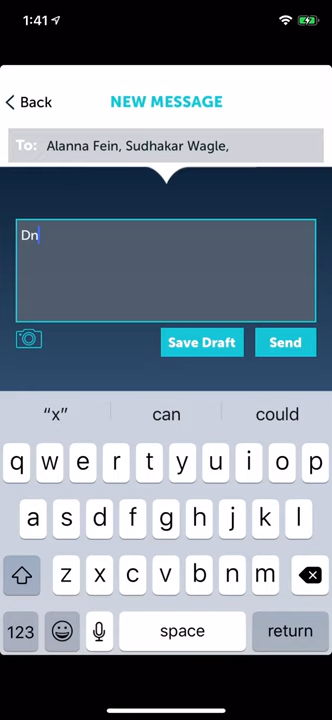 1:41
Back
NEW MESSAGE
To: Alanna Fein, Sudhakar Wagle,
Dn
Save Draft
Send
“x” can could
q w e r t y u i o p
a s d f g h j k l
z x c v b n m
123 space return